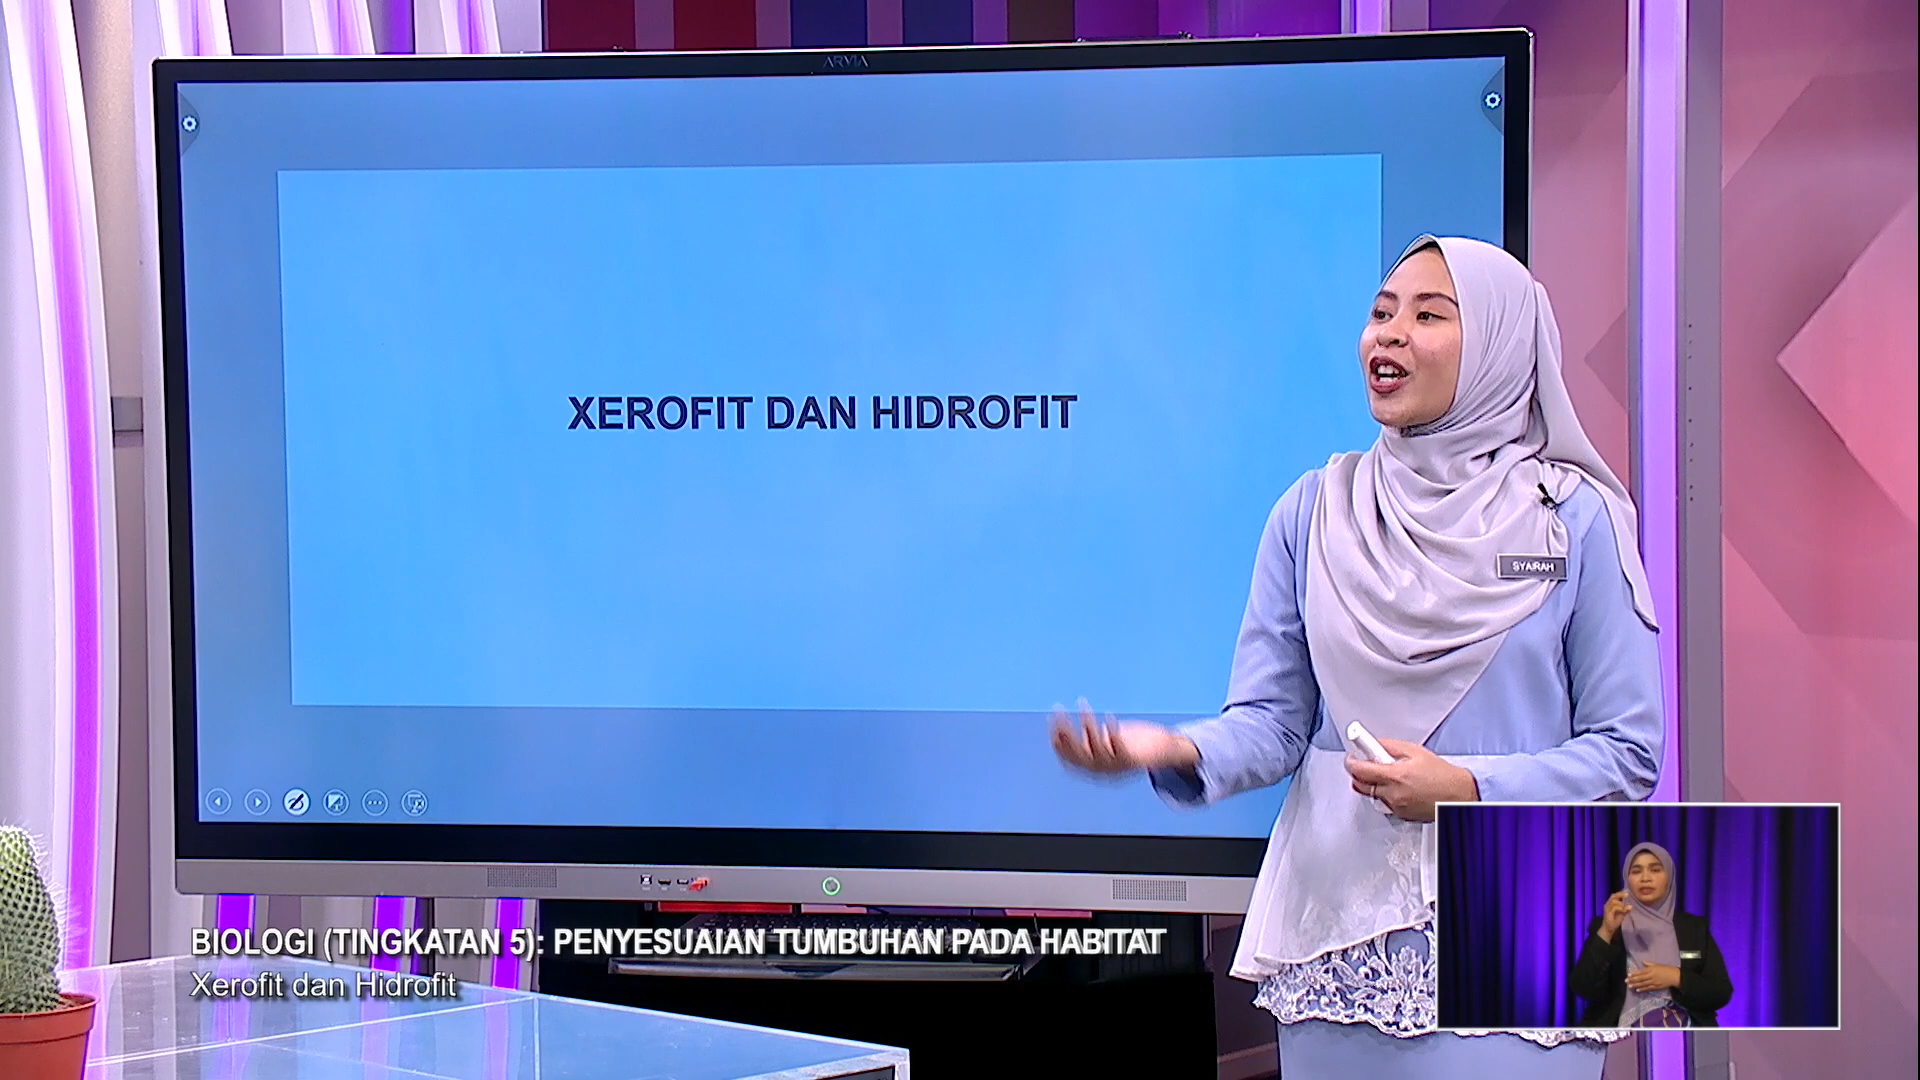 ARVIA
XEROFIT DAN HIDROFIT
SYAIRAH
BIOLOGI (TINGKATAN 5): PENYESUAIAN TUMBUHAN PADA HABITAT
Xerofit dan Hidrofit